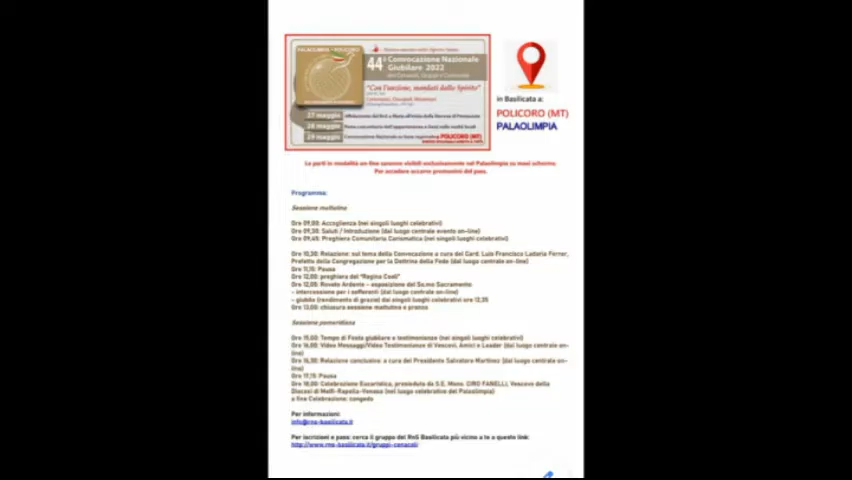 PALAOLIMPIA - POLICORO
44ª Convocazione Nazionale
Giubilare 2022
"Con l'unzione, mandati dallo Spirito"
27 maggio
28 maggio
29 maggio
POLICORO (MT)
in Basilicata a:
POLICORO (MT)
PALAOLIMPIA
Le parti in modalità on-line saranno visibili esclusivamente nel Palaolimpia su maxi schermo.
Per accedere occorre premunirsi del pass.
Programma:
Sessione mattutina
Ore 09,00: Accoglienza (nei singoli luoghi celebrativi)
Ore 09,30: Saluti / Introduzione (dal luogo centrale evento on-line)
Ore 09,45: Preghiera Comunitaria Carismatica (nei singoli luoghi celebrativi)
Ore 10,30: Relazione: sul tema della Convocazione a cura del Card. Luis Francisco Ladaria Ferrer,
Prefetto della Congregazione per la Dottrina della Fede (dal luogo centrale on-line)
Ore 11,15: Pausa
Ore 12,00: preghiera del "Regina Coeli"
Ore 12,05: Roveto Ardente – esposizione del Ss.mo Sacramento
– intercessione per i sofferenti (dal luogo centrale on-line)
– giubilo (rendimento di grazie) dai singoli luoghi celebrativi ore 12,35
Ore 13,00: chiusura sessione mattutina e pranzo
Sessione pomeridiana
Ore 15,00: Tempo di Festa giubilare e testimonianze (nei singoli luoghi celebrativi)
Ore 16,00: Video Messaggi/Video Testimonianze di Vescovi, Amici e Leader (dal luogo centrale on-
line)
Ore 16,30: Relazione conclusiva: a cura del Presidente Salvatore Martinez (dal luogo centrale on-
line)
Ore 17,15: Pausa
Ore 18,00: Celebrazione Eucaristica, presieduta da S.E. Mons. CIRO FANELLI, Vescovo della
Diocesi di Melfi-Rapolla-Venosa (nel luogo celebrativo del Palaolimpia)
a fine Celebrazione: congedo
Per informazioni:
info@rns-basilicata.it
Per iscrizioni e pass: cerca il gruppo del RnS Basilicata più vicino a te a questo link:
http://www.rns-basilicata.it/gruppi-cenacoli/